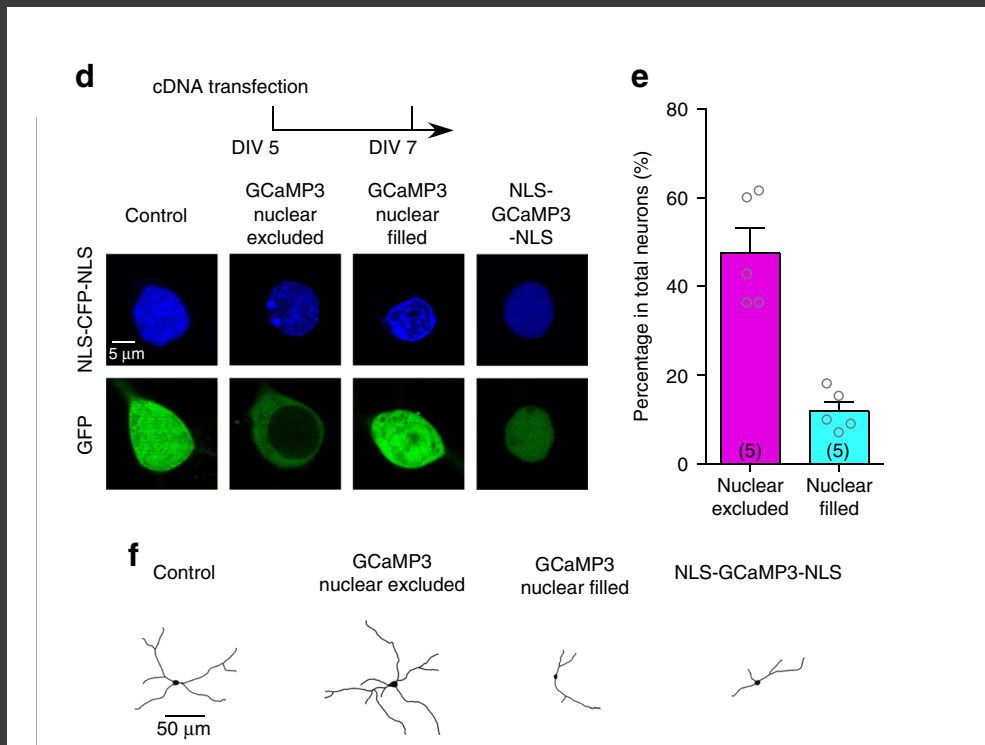 d
cDNA transfection
DIV 5
DIV 7
Control
GCaMP3
nuclear
excluded
GCaMP3
nuclear
filled
NLS-
GCaMP3
-NLS
NLS-CFP-NLS
5 μm
GFP
e
Percentage in total neurons (%)
80
60
40
20
0
(5)
(5)
Nuclear
excluded
Nuclear
filled
f
Control
GCaMP3
nuclear excluded
GCaMP3
nuclear filled
NLS-GCaMP3-NLS
50 μm